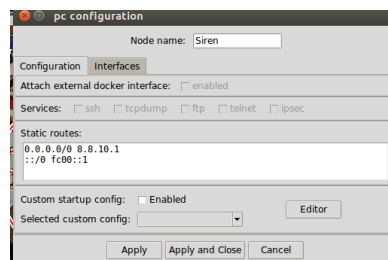 pc configuration
Node name: Siren
Configuration Interfaces
Attach external docker interface: enabled
Services: ssh tcpdump ftp telnet ipsec
Static routes:
0.0.0.0/0 8.8.10.1
::/0 fc00::1
Custom startup config: Enabled
Selected custom config:
Editor
Apply Apply and Close Cancel